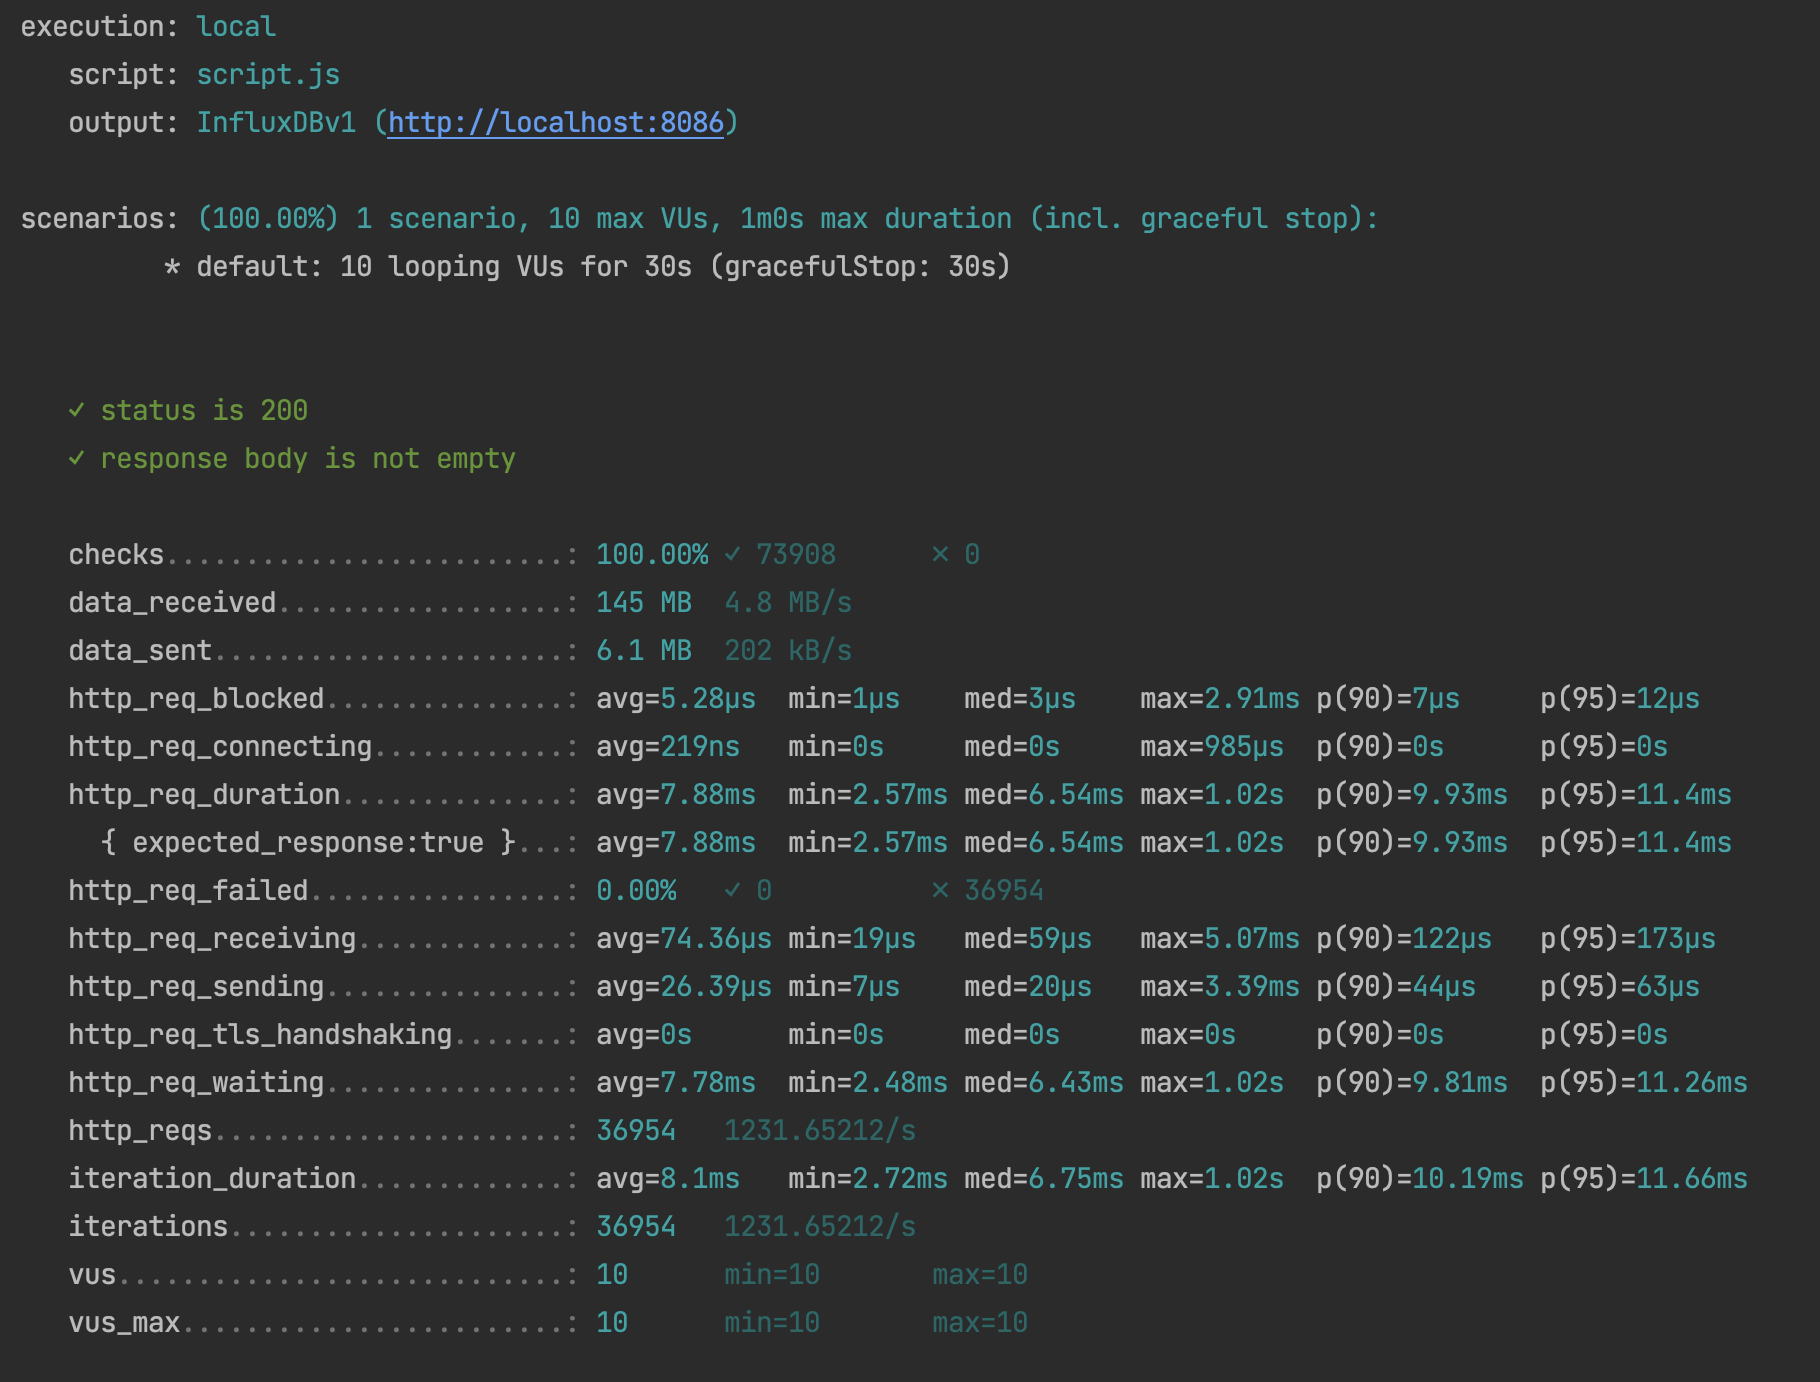 execution: local
script: script.js
output: InfluxDBv1 (http://localhost:8086)
scenarios: (100.00%) 1 scenario, 10 max VUs, 1m0s max duration (incl. graceful stop):
* default: 10 looping VUs for 30s (gracefulStop: 30s)
✓ status is 200
✓ response body is not empty
checks.........................: 100.00% ✓ 73908 ✗ 0
data_received..................: 145 MB 4.8 MB/s
data_sent......................: 6.1 MB 202 kB/s
http_req_blocked...............: avg=5.28µs min=1µs med=3µs max=2.91ms p(90)=7µs p(95)=12µs
http_req_connecting............: avg=219ns min=0s med=0s max=985µs p(90)=0s p(95)=0s
http_req_duration..............: avg=7.88ms min=2.57ms med=6.54ms max=1.02s p(90)=9.93ms p(95)=11.4ms
{ expected_response:true }...: avg=7.88ms min=2.57ms med=6.54ms max=1.02s p(90)=9.93ms p(95)=11.4ms
http_req_failed................: 0.00% ✓ 0 ✗ 36954
http_req_receiving.............: avg=74.36µs min=19µs med=59µs max=5.07ms p(90)=122µs p(95)=173µs
http_req_sending...............: avg=26.39µs min=7µs med=20µs max=3.39ms p(90)=44µs p(95)=63µs
http_req_tls_handshaking.......: avg=0s min=0s med=0s max=0s p(90)=0s p(95)=0s
http_req_waiting...............: avg=7.78ms min=2.48ms med=6.43ms max=1.02s p(90)=9.81ms p(95)=11.26ms
http_reqs......................: 36954 1231.65212/s
iteration_duration.............: avg=8.1ms min=2.72ms med=6.75ms max=1.02s p(90)=10.19ms p(95)=11.66ms
iterations.....................: 36954 1231.65212/s
vus............................: 10 min=10 max=10
vus_max........................: 10 min=10 max=10